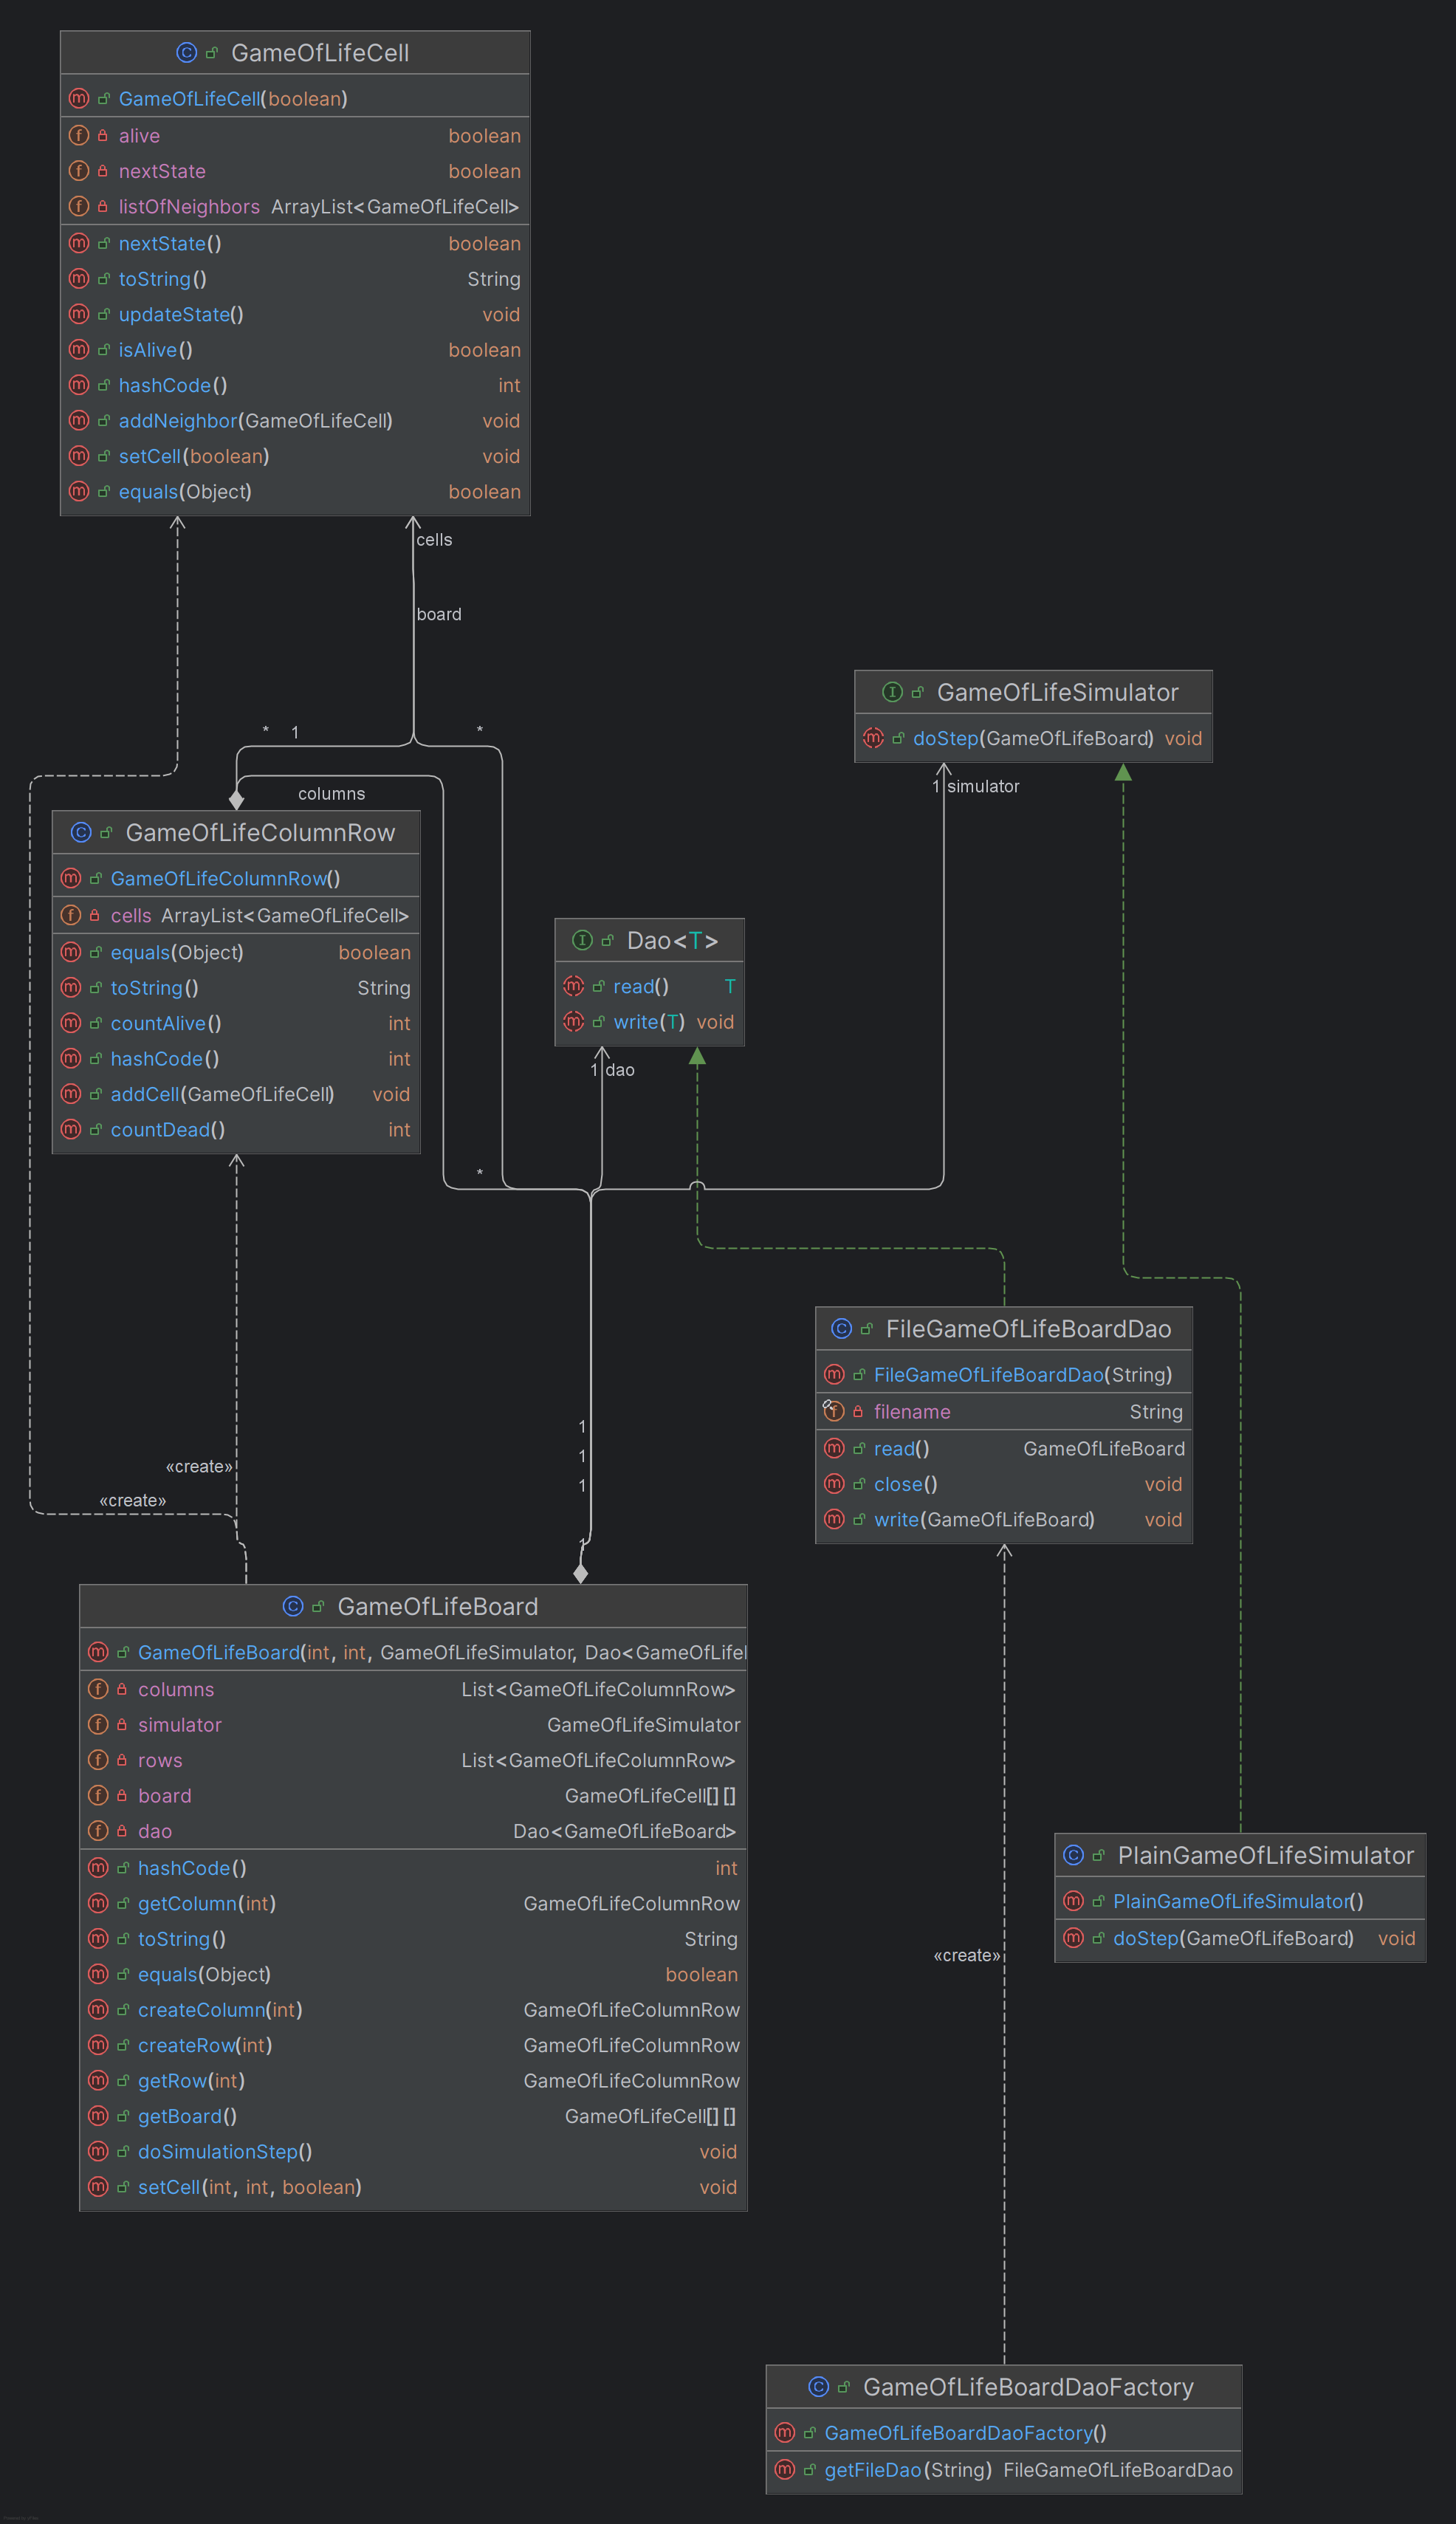 GameOfLifeCell
GameOfLifeCell(boolean)
alive boolean
nextState boolean
listOfNeighbors ArrayList<GameOfLifeCell>
nextState() boolean
toString() String
updateState() void
isAlive() boolean
hashCode() int
addNeighbor(GameOfLifeCell) void
setCell(boolean) void
equals(Object) boolean
cells
board
* 1 *
columns
GameOfLifeSimulator
doStep(GameOfLifeBoard) void
1 simulator
GameOfLifeColumnRow
GameOfLifeColumnRow()
cells ArrayList<GameOfLifeCell>
equals(Object) boolean
toString() String
countAlive() int
hashCode() int
addCell(GameOfLifeCell) void
countDead() int
Dao<T>
read() T
write(T) void
1 dao
*
FileGameOfLifeBoardDao
FileGameOfLifeBoardDao(String)
filename String
read() GameOfLifeBoard
close() void
write(GameOfLifeBoard) void
1
1
1
1
«create»
«create»
GameOfLifeBoard
GameOfLifeBoard(int, int, GameOfLifeSimulator, Dao<GameOfLife
columns List<GameOfLifeColumnRow>
simulator GameOfLifeSimulator
rows List<GameOfLifeColumnRow>
board GameOfLifeCell[][]
dao Dao<GameOfLifeBoard>
hashCode() int
getColumn(int) GameOfLifeColumnRow
toString() String
equals(Object) boolean
createColumn(int) GameOfLifeColumnRow
createRow(int) GameOfLifeColumnRow
getRow(int) GameOfLifeColumnRow
getBoard() GameOfLifeCell[][]
doSimulationStep() void
setCell(int, int, boolean) void
PlainGameOfLifeSimulator
PlainGameOfLifeSimulator()
doStep(GameOfLifeBoard) void
«create»
GameOfLifeBoardDaoFactory
GameOfLifeBoardDaoFactory()
getFileDao(String) FileGameOfLifeBoardDao